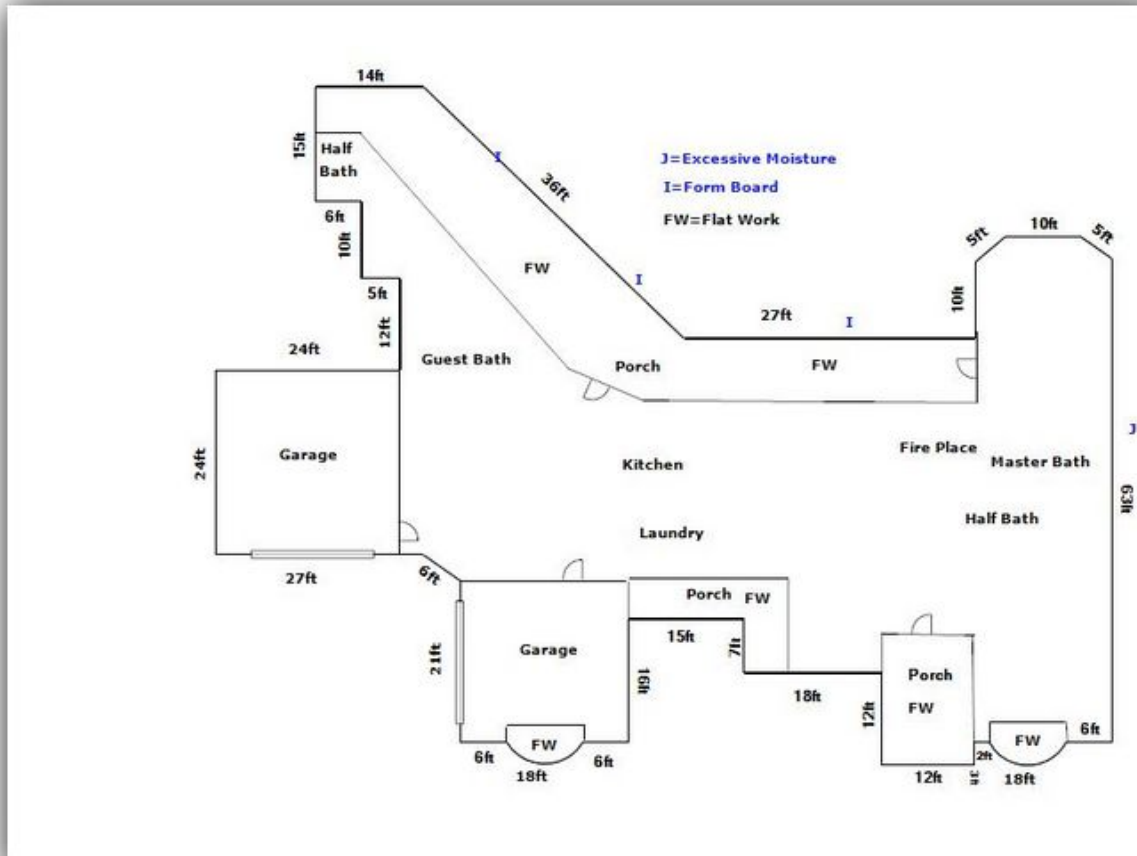 14ft
15ft
Half
Bath
6ft
10ft
5ft
12ft
36ft
J=Excessive Moisture
I=Form Board
FW=Flat Work
I
I
I
FW
27ft
5ft
10ft
5ft
10ft
24ft
Guest Bath
Porch
FW
24ft
Garage
Kitchen
Fire Place
Master Bath
J
63ft
Half Bath
Laundry
27ft
6ft
Porch
FW
21ft
Garage
15ft
7ft
16ft
18ft
Porch
FW
12ft
6ft
FW
6ft
18ft
12ft
3ft
2ft
FW
6ft
18ft